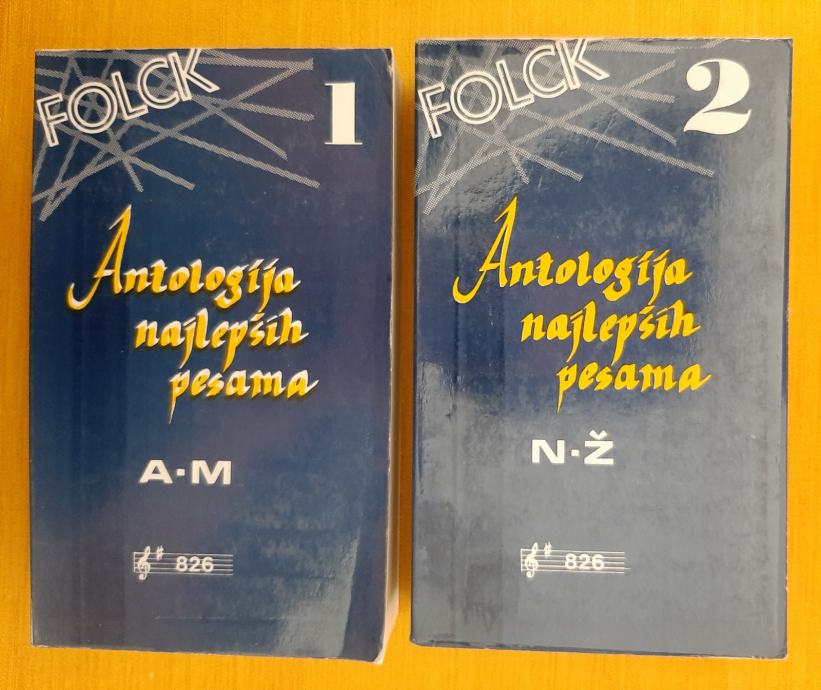 FOLCK
1
Antologija
najlepših
pesama
A·M
826
FOLCK
2
Antologija
najlepših
pesama
N·Ž
826